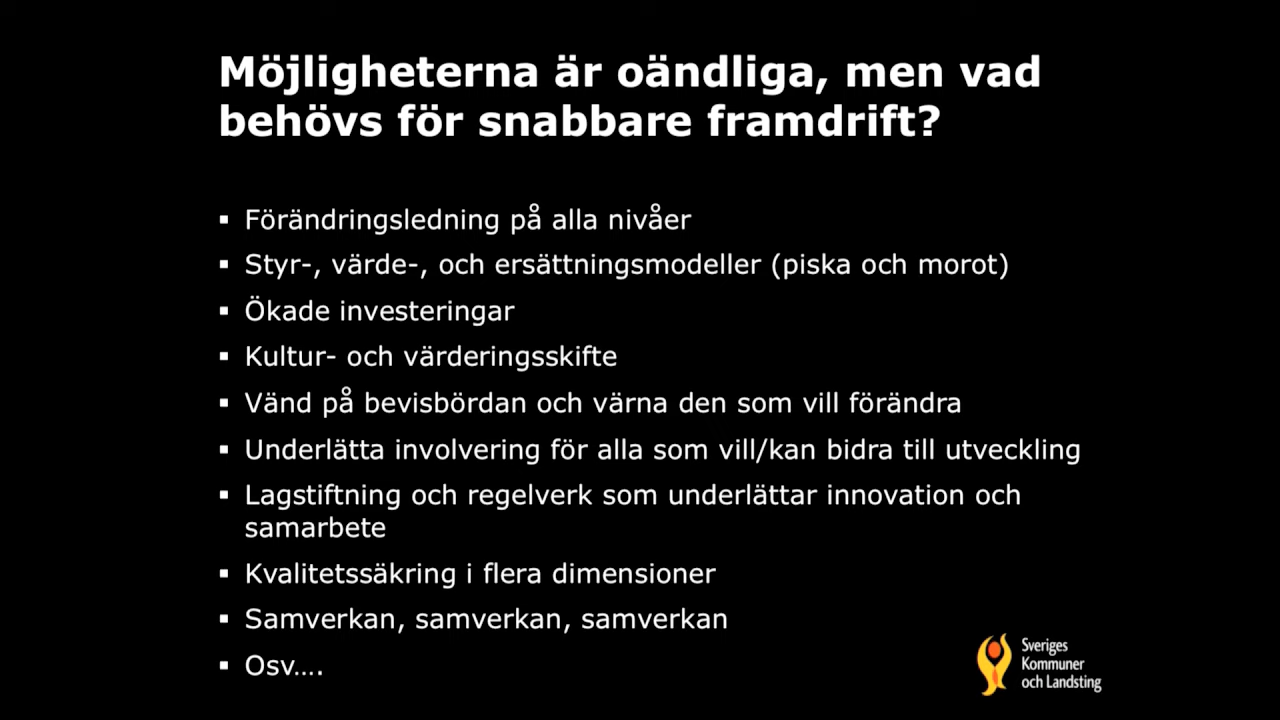 Möjligheterna är oändliga, men vad
behövs för snabbare framdrift?
▪ Förändringsledning på alla nivåer
▪ Styr-, värde-, och ersättningsmodeller (piska och morot)
▪ Ökade investeringar
▪ Kultur- och värderingsskifte
▪ Vänd på bevisbördan och värna den som vill förändra
▪ Underlätta involvering för alla som vill/kan bidra till utveckling
▪ Lagstiftning och regelverk som underlättar innovation och
samarbete
▪ Kvalitetssäkring i flera dimensioner
▪ Samverkan, samverkan, samverkan
▪ Osv....
Sveriges
Kommuner
och Landsting